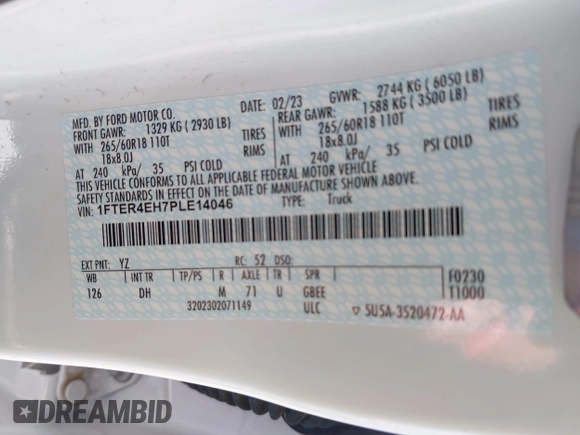 MFD. BY FORD MOTOR CO.
02/23
GVWR: 2744 KG ( 6050 LB)
FRONT GAWR: 1329 KG ( 2930 LB)
REAR GAWR: 1588 KG ( 3500 LB)
WITH 265/60R18 110T TIRES
WITH 265/60R18 110T TIRES
18x8.0J RIMS
18x8.0J RIMS
AT 240 kPa/ 35 PSI COLD
AT 240 kPa/ 35 PSI COLD
THIS VEHICLE CONFORMS TO ALL APPLICABLE FEDERAL MOTOR VEHICLE
SAFETY STANDARDS IN EFFECT ON THE DATE OF MANUFACTURE SHOWN ABOVE.
VIN: 1FTER4EH7PLE14046
TYPE: Truck
EXT PNT: YZ RC: 52 DSO:
WB INT TR TP/PS R AXLE TR SPR F0230
126 DH M 71 U GBEE T1000
3202302071149 ULC ▽ 5U5A-3520472-AA
DREAMBID